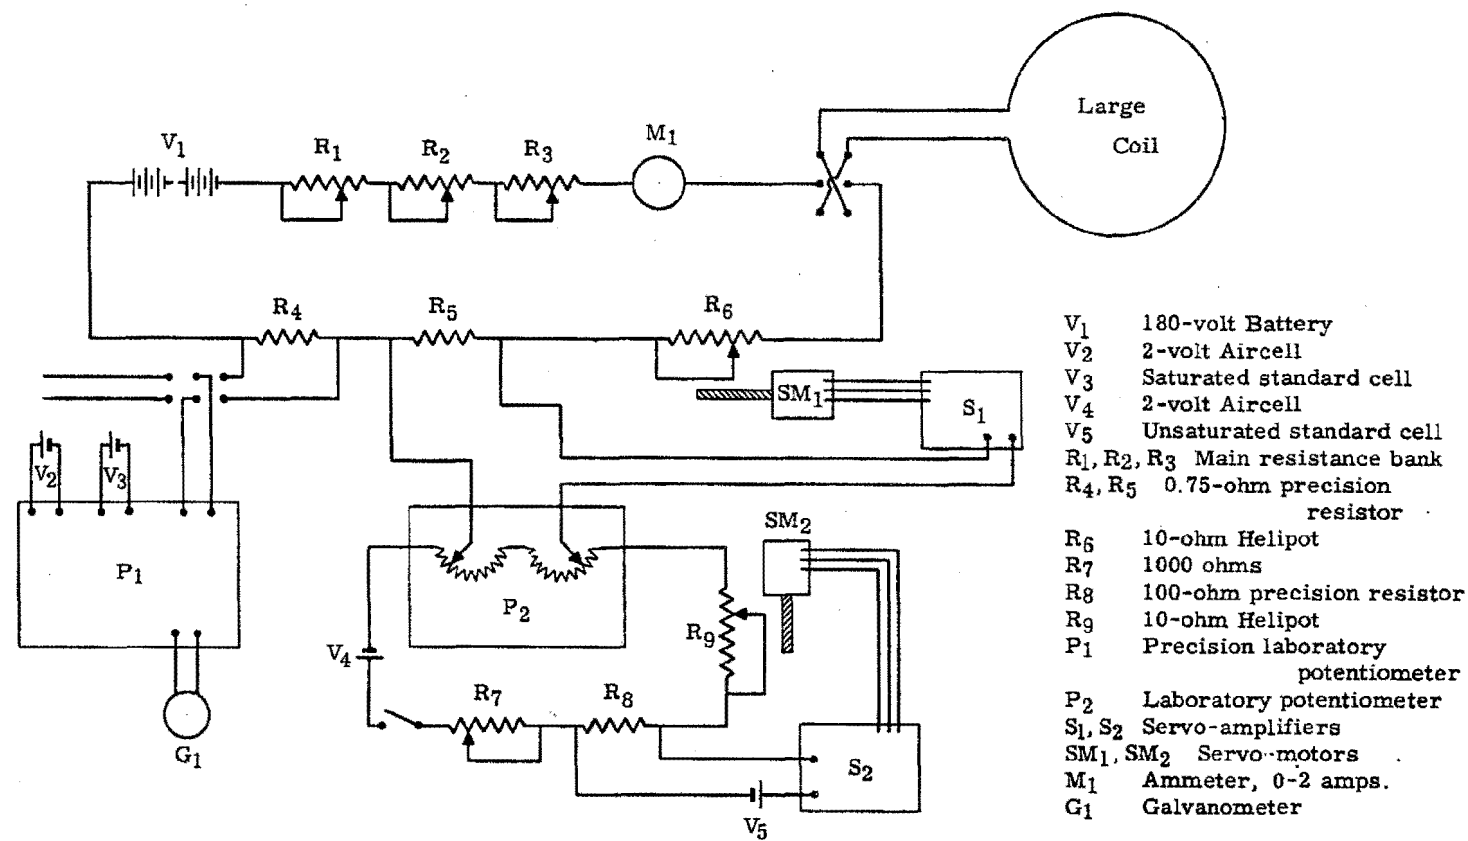 Large
Coil
V1
R1
R2
R3
M1
R4
R5
R6
SM1
S1
V2
V3
P1
G1
P2
SM2
V4
R9
R7
R8
S2
V5
V1 180-volt Battery
V2 2-volt Aircell
V3 Saturated standard cell
V4 2-volt Aircell
V5 Unsaturated standard cell
R1, R2, R3 Main resistance bank
R4, R5 0.75-ohm precision
resistor
R6 10-ohm Helipot
R7 1000 ohms
R8 100-ohm precision resistor
R9 10-ohm Helipot
P1 Precision laboratory
potentiometer
P2 Laboratory potentiometer
S1, S2 Servo-amplifiers
SM1, SM2 Servo-motors
M1 Ammeter, 0-2 amps.
G1 Galvanometer